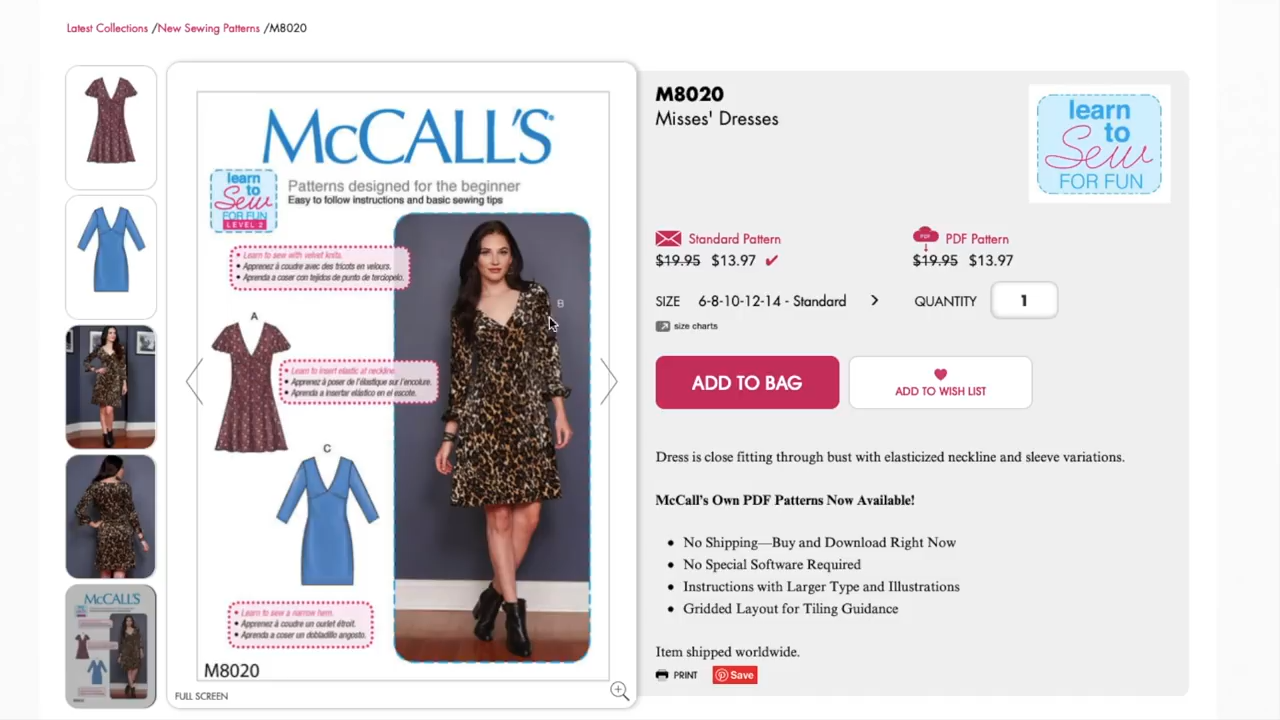 Latest Collections /New Sewing Patterns /M8020
McCALL'S
learn
to
Sew
FOR FUN
LEVEL 2
Patterns designed for the beginner
Easy to follow instructions and basic sewing tips
• Learn to sew with velvet knits.
• Apprenez à coudre avec des tricots en velours.
• Aprenda a coser con tejidos de punto de terciopelo.
A
B
• Learn to insert elastic at neckline.
• Apprenez à poser de l'élastique sur l'encolure.
• Aprenda a insertar elástico en el escote.
C
• Learn to sew a narrow hem.
• Apprenez à coudre un ourlet étroit.
• Aprenda a coser un dobladillo angosto.
M8020
FULL SCREEN
McCALL'S
M8020
Misses' Dresses
learn
to
Sew
FOR FUN
Standard Pattern
$19.95 $13.97
PDF
PDF Pattern
$19.95 $13.97
SIZE 6-8-10-12-14 - Standard
QUANTITY 1
size charts
ADD TO BAG
ADD TO WISH LIST
Dress is close fitting through bust with elasticized neckline and sleeve variations.
McCall's Own PDF Patterns Now Available!
• No Shipping—Buy and Download Right Now
• No Special Software Required
• Instructions with Larger Type and Illustrations
• Gridded Layout for Tiling Guidance
Item shipped worldwide.
PRINT
Save